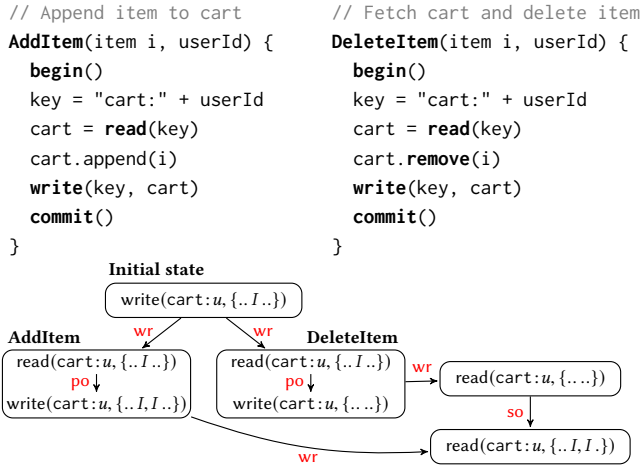 // Append item to cart
AddItem(item i, userId) {
begin()
key = "cart:" + userId
cart = read(key)
cart.append(i)
write(key, cart)
commit()
}
// Fetch cart and delete item
DeleteItem(item i, userId) {
begin()
key = "cart:" + userId
cart = read(key)
cart.remove(i)
write(key, cart)
commit()
}
Initial state
write(cart:u, {.. I ..})
wr
wr
AddItem
read(cart:u, {.. I ..})
po
write(cart:u, {.. I, I ..})
DeleteItem
read(cart:u, {.. I ..})
po
write(cart:u, {.. ..})
wr
read(cart:u, {.. ..})
so
read(cart:u, {.. I, I .})
wr